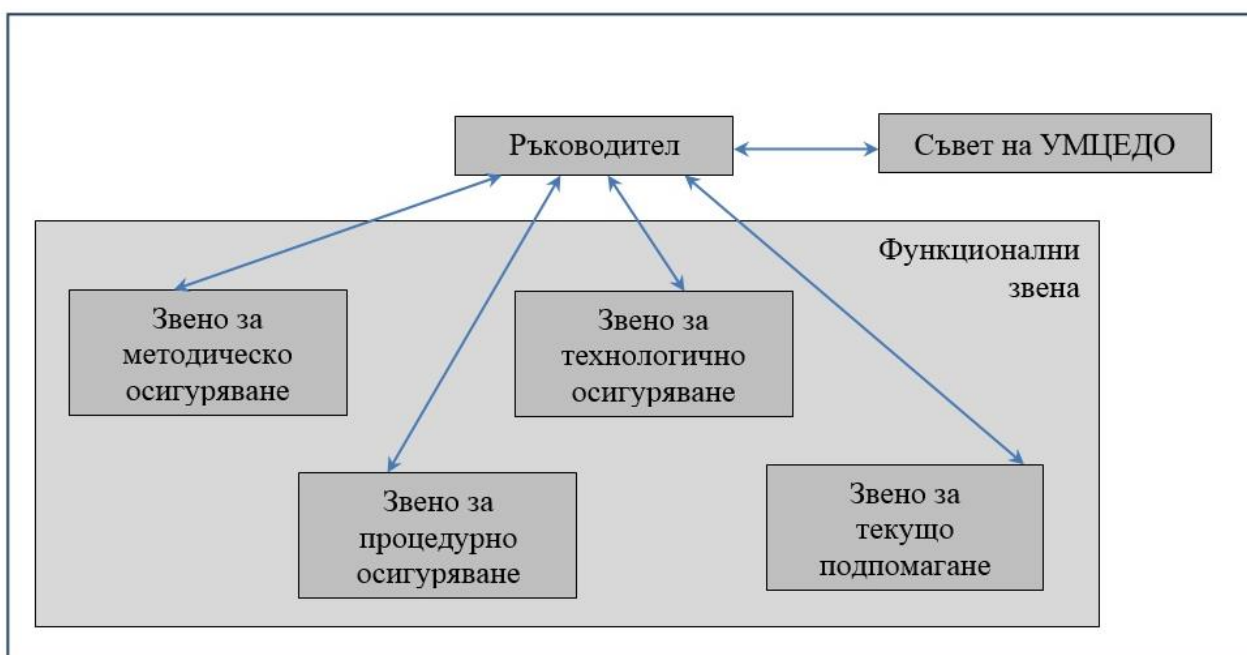 Ръководител
Съвет на УМЦЕДО
Функционални
звена
Звено за
методическо
осигуряване
Звено за
технологично
осигуряване
Звено за
процедурно
осигуряване
Звено за
текущо
подпомагане